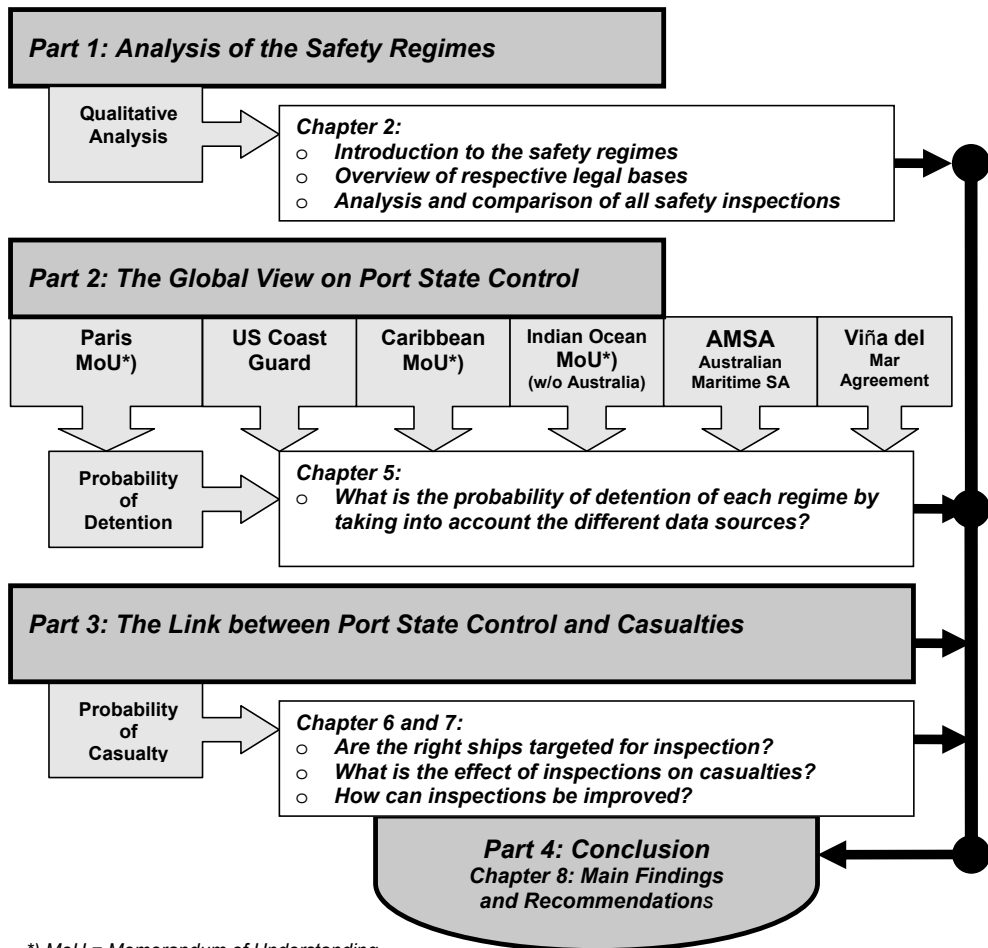 Part 1: Analysis of the Safety Regimes
Qualitative
Analysis
Chapter 2:
o Introduction to the safety regimes
o Overview of respective legal bases
o Analysis and comparison of all safety inspections
Part 2: The Global View on Port State Control
Paris
MoU*)
US Coast
Guard
Caribbean
MoU*)
Indian Ocean
MoU*)
(w/o Australia)
AMSA
Australian
Maritime SA
Viña del
Mar
Agreement
Probability
of
Detention
Chapter 5:
o What is the probability of detention of each regime by
taking into account the different data sources?
Part 3: The Link between Port State Control and Casualties
Probability
of
Casualty
Chapter 6 and 7:
o Are the right ships targeted for inspection?
o What is the effect of inspections on casualties?
o How can inspections be improved?
Part 4: Conclusion
Chapter 8: Main Findings
and Recommendations
*) MoU = Memorandum of Understanding